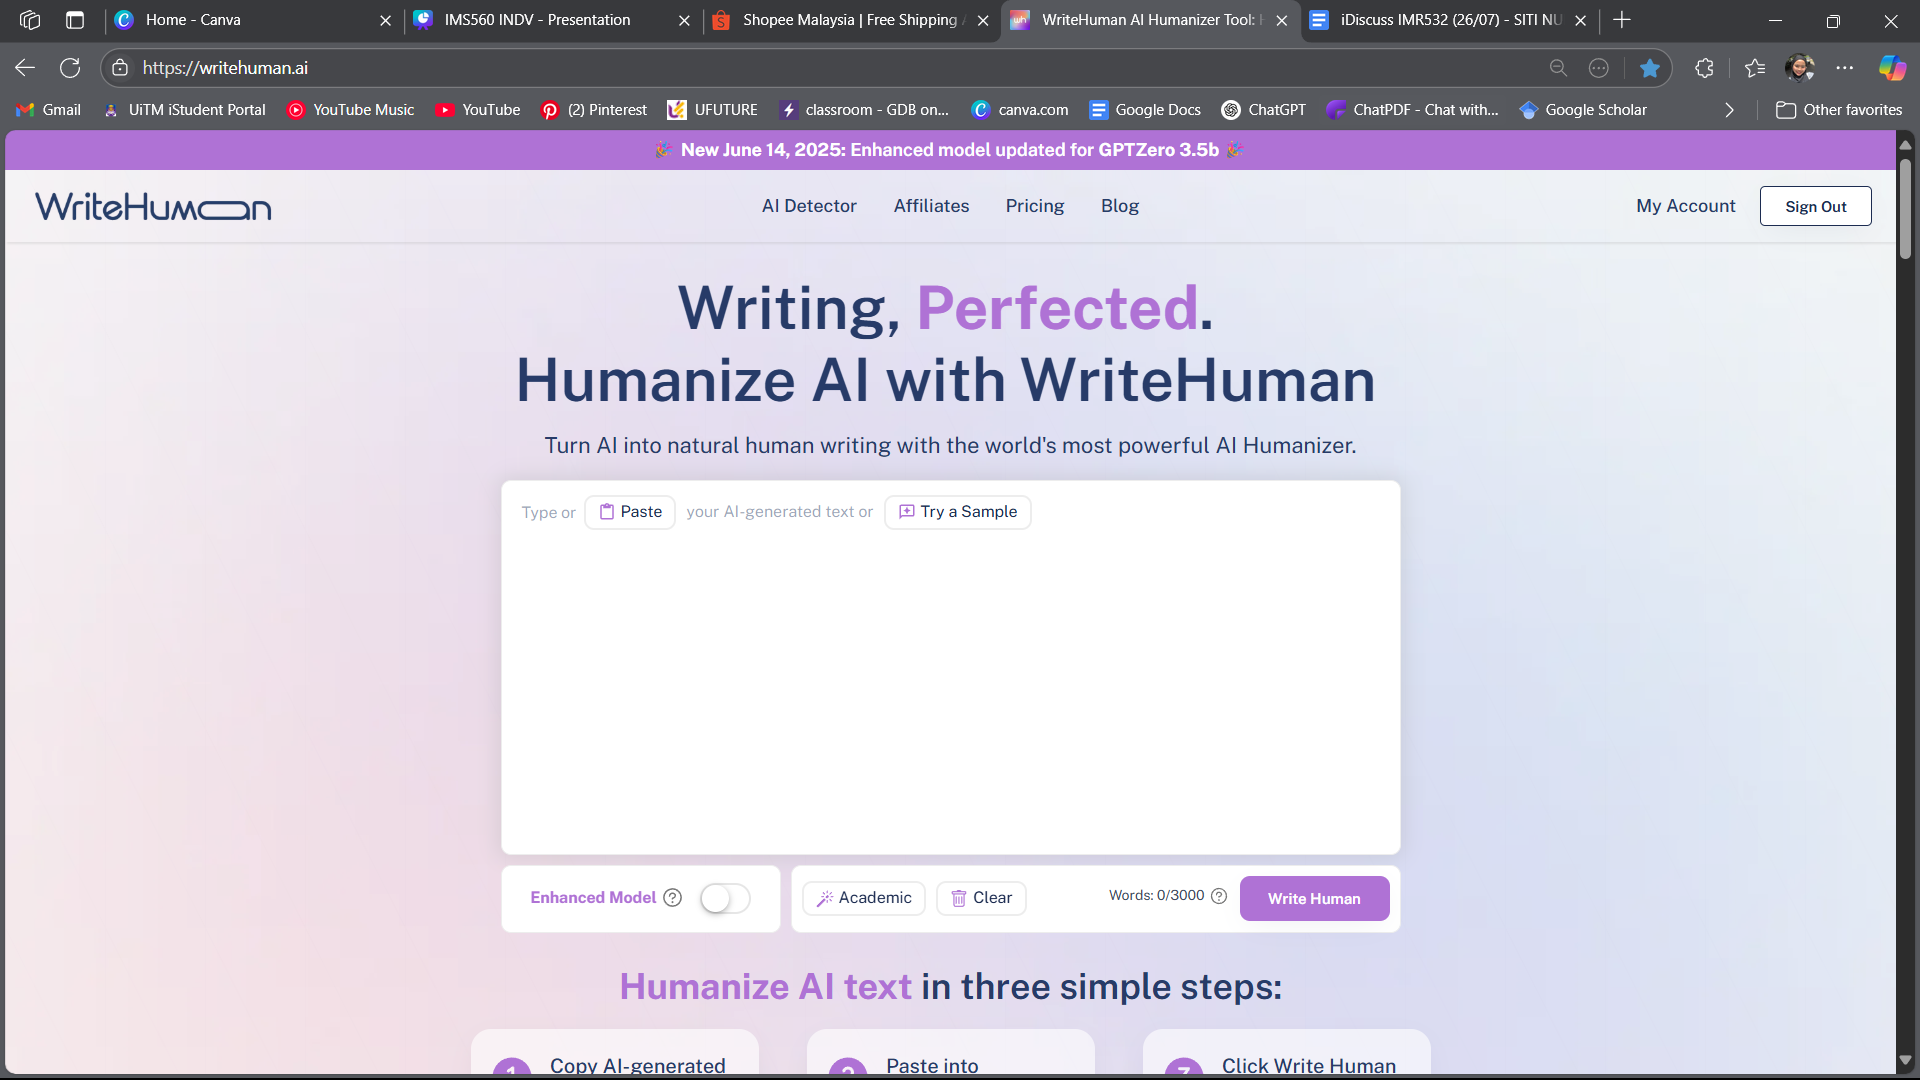 Home - Canva
IMS560 INDV - Presentation
Shopee Malaysia | Free Shipping
WriteHuman AI Humanizer Tool:
iDiscuss IMR532 (26/07) - SITI NU
https://writehuman.ai
Gmail
UiTM iStudent Portal
YouTube Music
YouTube
(2) Pinterest
UFUTURE
classroom - GDB on...
canva.com
Google Docs
ChatGPT
ChatPDF - Chat with...
Google Scholar
Other favorites
🎉 New June 14, 2025: Enhanced model updated for GPTZero 3.5b 🎉
WriteHuman
AI Detector
Affiliates
Pricing
Blog
My Account
Sign Out
Writing, Perfected.
Humanize AI with WriteHuman
Turn AI into natural human writing with the world's most powerful AI Humanizer.
Type or Paste your AI-generated text or Try a Sample
Enhanced Model
Academic
Clear
Words: 0/3000
Write Human
Humanize AI text in three simple steps:
1 Copy AI-generated
2 Paste into
3 Click Write Human